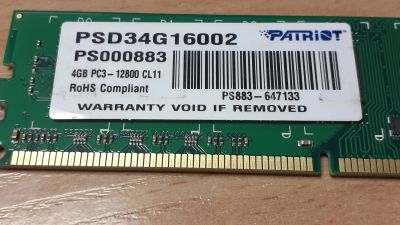 PSD34G16002
PATRIOT
PS000883
4GB PC3-12800 CL11
RoHS Compliant
PS883-647133
WARRANTY VOID IF REMOVED